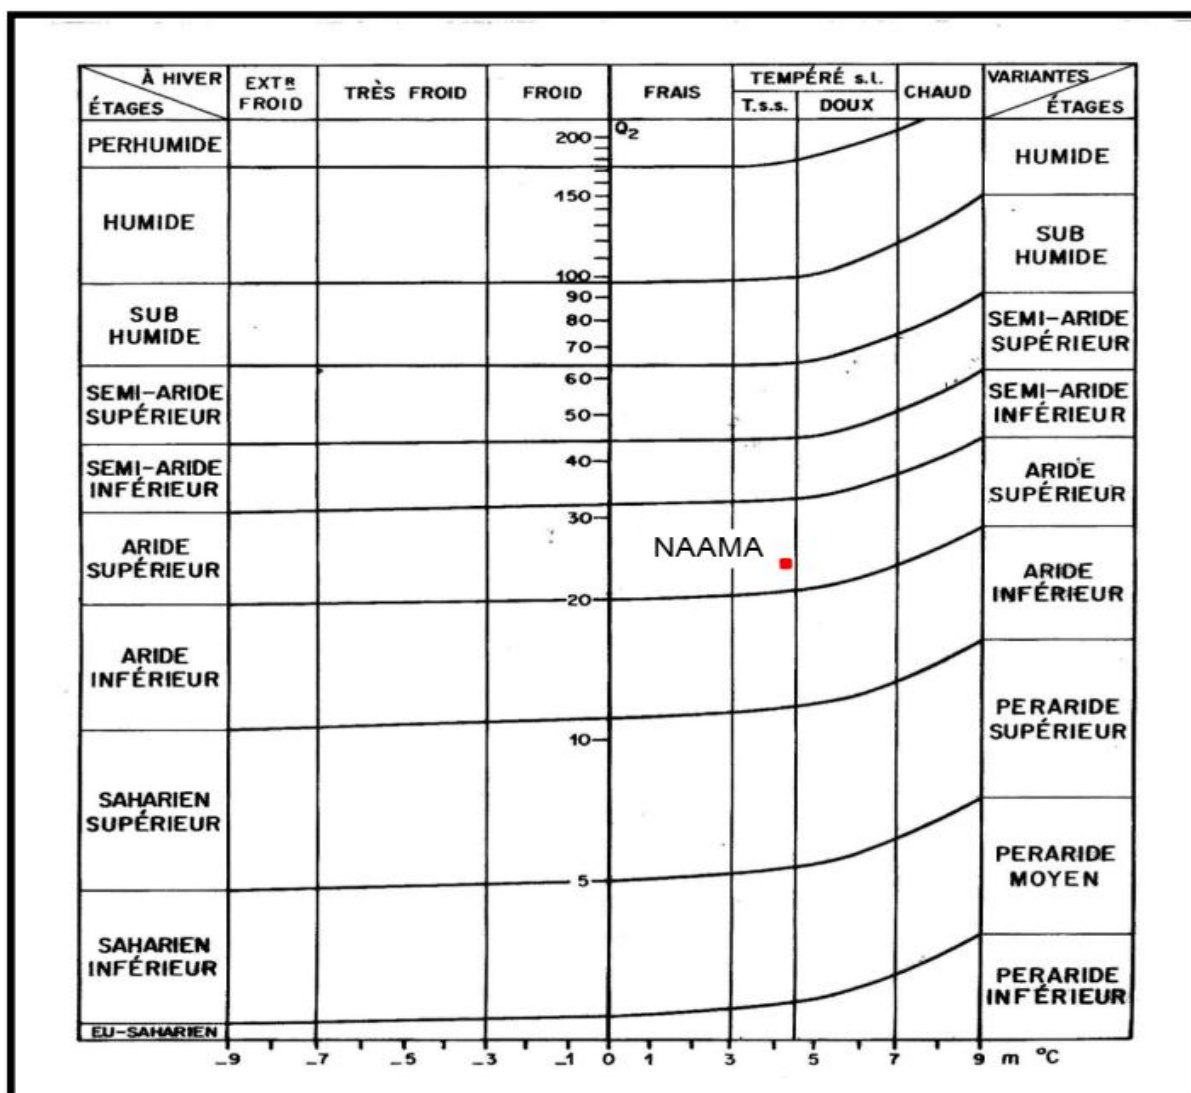 À HIVER
ÉTAGES
EXTR
FROID
TRÈS FROID
FROID
FRAIS
TEMPÉRÉ s.l.
T.s.s.
DOUX
CHAUD
VARIANTES
ÉTAGES
PERHUMIDE
HUMIDE
SUB
HUMIDE
SEMI-ARIDE
SUPÉRIEUR
SEMI-ARIDE
INFÉRIEUR
ARIDE
SUPÉRIEUR
ARIDE
INFÉRIEUR
SAHARIEN
SUPÉRIEUR
SAHARIEN
INFÉRIEUR
EU-SAHARIEN
Q2
200
150
100
90
80
70
60
50
40
30
20
10
5
NAAMA
HUMIDE
SUB
HUMIDE
SEMI-ARIDE
SUPÉRIEUR
SEMI-ARIDE
INFÉRIEUR
ARIDE
SUPÉRIEUR
ARIDE
INFÉRIEUR
PERARIDE
SUPÉRIEUR
PERARIDE
MOYEN
PERARIDE
INFÉRIEUR
-9 -7 -5 -3 -1 0 1 3 5 7 9 m °C